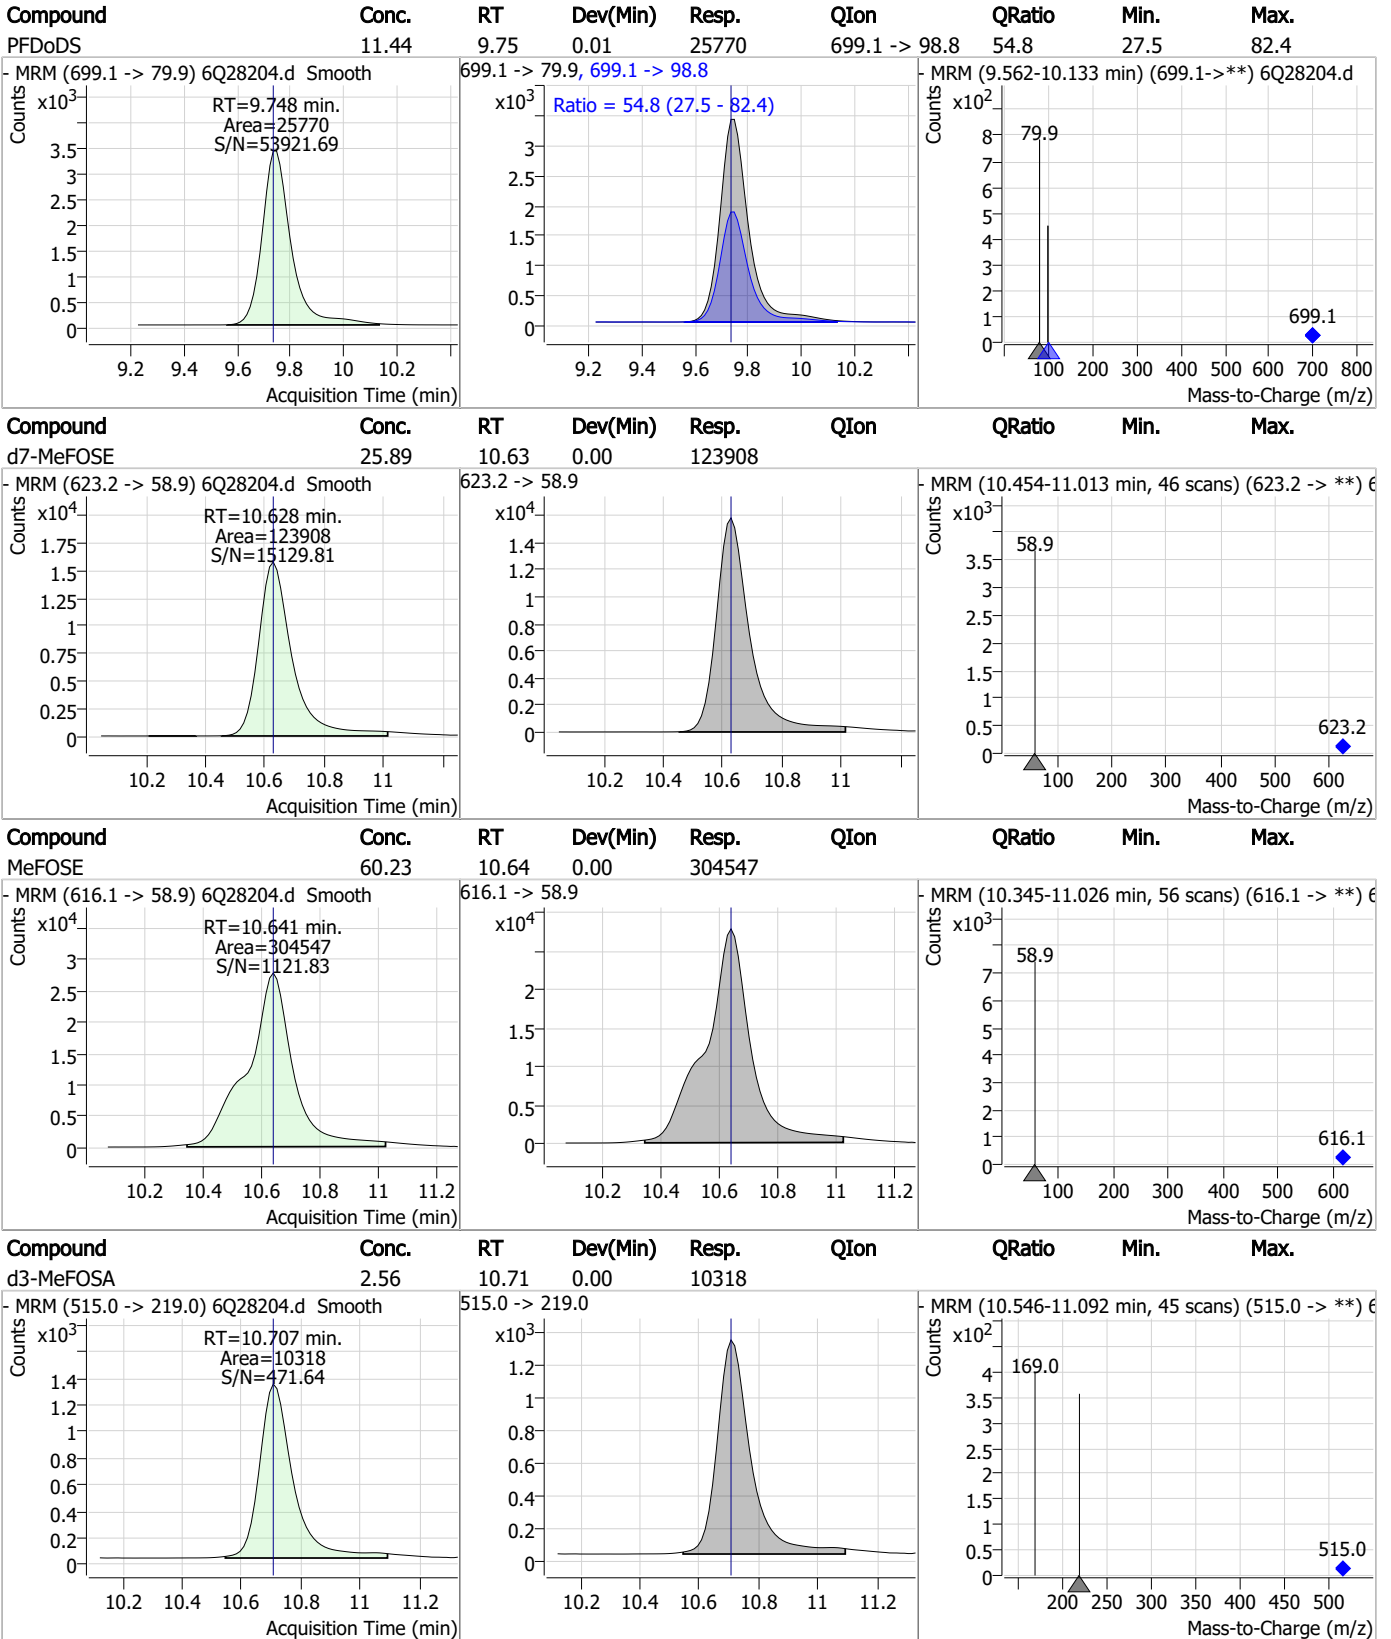 Compound Conc. RT Dev(Min) Resp. QIon QRatio Min. Max.
PFDoDS 11.44 9.75 0.01 25770 699.1 -> 98.8 54.8 27.5 82.4
- MRM (699.1 -> 79.9) 6Q28204.d Smooth
Counts
x10³
RT=9.748 min.
Area=25770
S/N=53921.69
3.5
3
2.5
2
1.5
1
0.5
0
9.2 9.4 9.6 9.8 10 10.2
Acquisition Time (min)
699.1 -> 79.9, 699.1 -> 98.8
x10³
Ratio = 54.8 (27.5 - 82.4)
3
2.5
2
1.5
1
0.5
0
9.2 9.4 9.6 9.8 10 10.2
- MRM (9.562-10.133 min) (699.1->**) 6Q28204.d
Counts
x10²
79.9
8
7
6
5
4
3
2
1
0
699.1
100 200 300 400 500 600 700 800
Mass-to-Charge (m/z)
Compound Conc. RT Dev(Min) Resp. QIon QRatio Min. Max.
d7-MeFOSE 25.89 10.63 0.00 123908
- MRM (623.2 -> 58.9) 6Q28204.d Smooth
Counts
x10⁴
RT=10.628 min.
Area=123908
S/N=15129.81
1.75
1.5
1.25
1
0.75
0.5
0.25
0
10.2 10.4 10.6 10.8 11
Acquisition Time (min)
623.2 -> 58.9
x10⁴
1.4
1.2
1
0.8
0.6
0.4
0.2
0
10.2 10.4 10.6 10.8 11
- MRM (10.454-11.013 min, 46 scans) (623.2 -> **) 6
Counts
x10³
58.9
3.5
3
2.5
2
1.5
1
0.5
0
623.2
100 200 300 400 500 600
Mass-to-Charge (m/z)
Compound Conc. RT Dev(Min) Resp. QIon QRatio Min. Max.
MeFOSE 60.23 10.64 0.00 304547
- MRM (616.1 -> 58.9) 6Q28204.d Smooth
Counts
x10⁴
RT=10.641 min.
Area=304547
S/N=1121.83
3
2.5
2
1.5
1
0.5
0
10.2 10.4 10.6 10.8 11 11.2
Acquisition Time (min)
616.1 -> 58.9
x10⁴
2
1.5
1
0.5
0
10.2 10.4 10.6 10.8 11 11.2
- MRM (10.345-11.026 min, 56 scans) (616.1 -> **) 6
Counts
x10³
58.9
7
6
5
4
3
2
1
0
616.1
100 200 300 400 500 600
Mass-to-Charge (m/z)
Compound Conc. RT Dev(Min) Resp. QIon QRatio Min. Max.
d3-MeFOSA 2.56 10.71 0.00 10318
- MRM (515.0 -> 219.0) 6Q28204.d Smooth
Counts
x10³
RT=10.707 min.
Area=10318
S/N=471.64
1.4
1.2
1
0.8
0.6
0.4
0.2
0
10.2 10.4 10.6 10.8 11 11.2
Acquisition Time (min)
515.0 -> 219.0
x10³
1.2
1
0.8
0.6
0.4
0.2
0
10.2 10.4 10.6 10.8 11 11.2
- MRM (10.546-11.092 min, 45 scans) (515.0 -> **) 6
Counts
x10²
169.0
4
3.5
3
2.5
2
1.5
1
0.5
0
515.0
200 250 300 350 400 450 500
Mass-to-Charge (m/z)